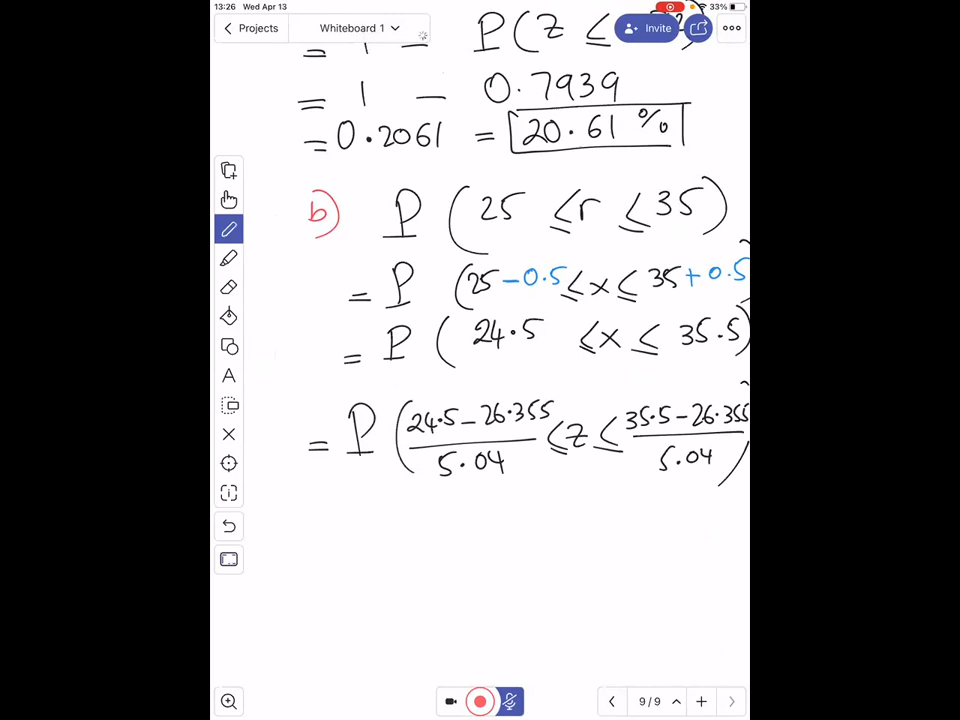 13:26 Wed Apr 13
33%
Projects
Whiteboard 1
Invite
= 1 - P(z ≤
= 1 - 0.7939
= 0.2061 = 20.61 %
b) P (25 ≤ r ≤ 35)
= P (25 - 0.5 ≤ x ≤ 35 + 0.5
= P (24.5 ≤ x ≤ 35.5)
= P (24.5 - 26.355 / 5.04 ≤ z ≤ 35.5 - 26.355 / 5.04)
A
9/9